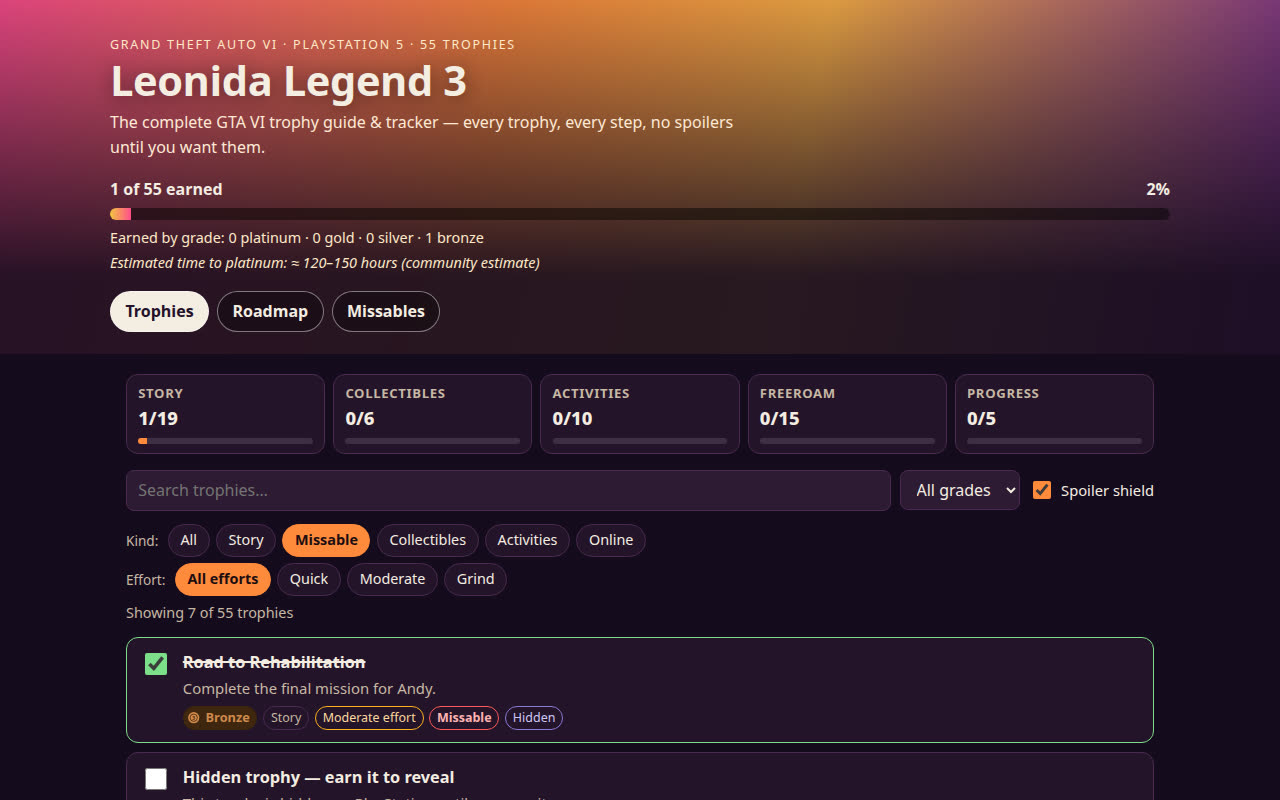 GRAND THEFT AUTO VI · PLAYSTATION 5 · 55 TROPHIES
Leonida Legend 3
The complete GTA VI trophy guide & tracker — every trophy, every step, no spoilers
until you want them.
1 of 55 earned 2%
Earned by grade: 0 platinum · 0 gold · 0 silver · 1 bronze
Estimated time to platinum: ≈ 120–150 hours (community estimate)
Trophies Roadmap Missables
STORY COLLECTIBLES ACTIVITIES FREEROAM PROGRESS
1/19 0/6 0/10 0/15 0/5
Search trophies... All grades Spoiler shield
Kind: All Story Missable Collectibles Activities Online
Effort: All efforts Quick Moderate Grind
Showing 7 of 55 trophies
Road to Rehabilitation
Complete the final mission for Andy.
Bronze Story Moderate effort Missable Hidden
Hidden trophy — earn it to reveal